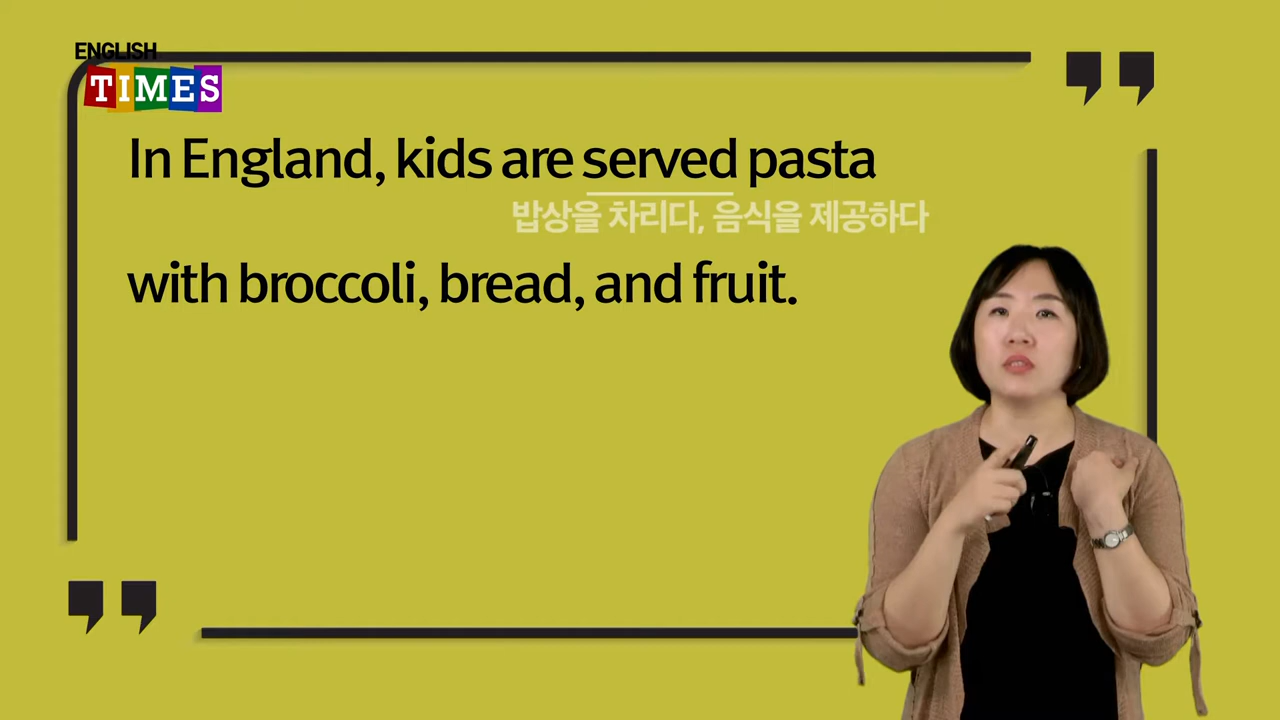 ENGLISH
TIMES
In England, kids are served pasta
밥상을 차리다, 음식을 제공하다
with broccoli, bread, and fruit.